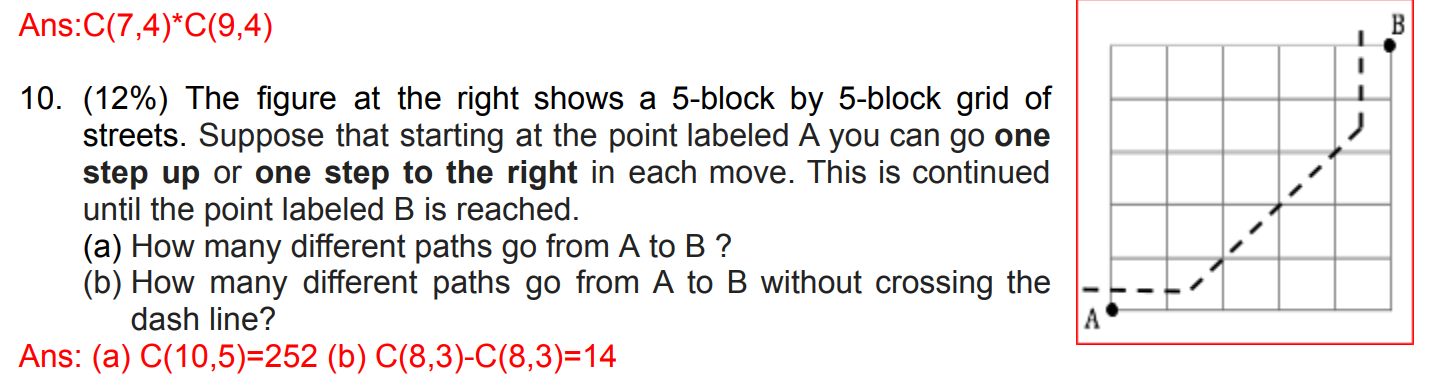 Ans:C(7,4)*C(9,4)
10. (12%) The figure at the right shows a 5-block by 5-block grid of
streets. Suppose that starting at the point labeled A you can go one
step up or one step to the right in each move. This is continued
until the point labeled B is reached.
(a) How many different paths go from A to B ?
(b) How many different paths go from A to B without crossing the
dash line?
Ans: (a) C(10,5)=252 (b) C(8,3)-C(8,3)=14
B
A